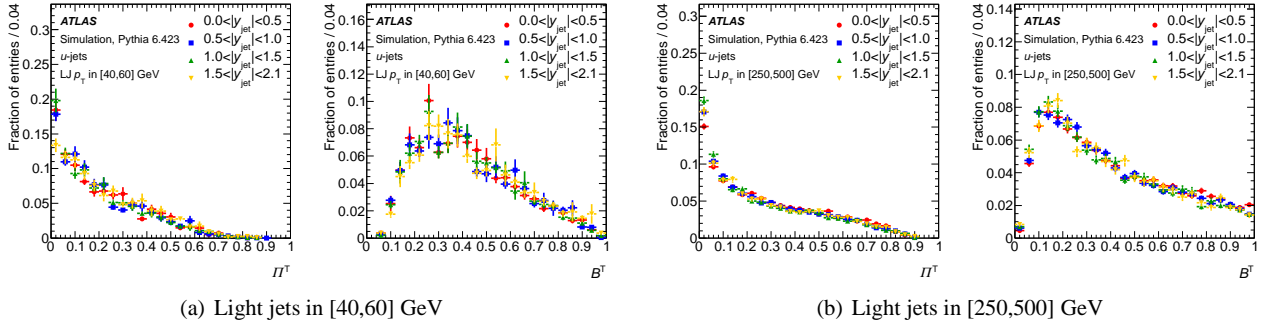 Fraction of entries / 0.04
0.3
0.25
0.2
0.15
0.1
0.05
0
ATLAS
Simulation, Pythia 6.423
u-jets
LJ p_T in [40,60] GeV
0.0<|y_jet|<0.5
0.5<|y_jet|<1.0
1.0<|y_jet|<1.5
1.5<|y_jet|<2.1
0 0.1 0.2 0.3 0.4 0.5 0.6 0.7 0.8 0.9 1
Π^T
Fraction of entries / 0.04
0.16
0.14
0.12
0.1
0.08
0.06
0.04
0.02
0
ATLAS
Simulation, Pythia 6.423
u-jets
LJ p_T in [40,60] GeV
0.0<|y_jet|<0.5
0.5<|y_jet|<1.0
1.0<|y_jet|<1.5
1.5<|y_jet|<2.1
0 0.1 0.2 0.3 0.4 0.5 0.6 0.7 0.8 0.9 1
B^T
(a) Light jets in [40,60] GeV
Fraction of entries / 0.04
0.3
0.25
0.2
0.15
0.1
0.05
0
ATLAS
Simulation, Pythia 6.423
u-jets
LJ p_T in [250,500] GeV
0.0<|y_jet|<0.5
0.5<|y_jet|<1.0
1.0<|y_jet|<1.5
1.5<|y_jet|<2.1
0 0.1 0.2 0.3 0.4 0.5 0.6 0.7 0.8 0.9 1
Π^T
Fraction of entries / 0.04
0.14
0.12
0.1
0.08
0.06
0.04
0.02
0
ATLAS
Simulation, Pythia 6.423
u-jets
LJ p_T in [250,500] GeV
0.0<|y_jet|<0.5
0.5<|y_jet|<1.0
1.0<|y_jet|<1.5
1.5<|y_jet|<2.1
0 0.1 0.2 0.3 0.4 0.5 0.6 0.7 0.8 0.9 1
B^T
(b) Light jets in [250,500] GeV